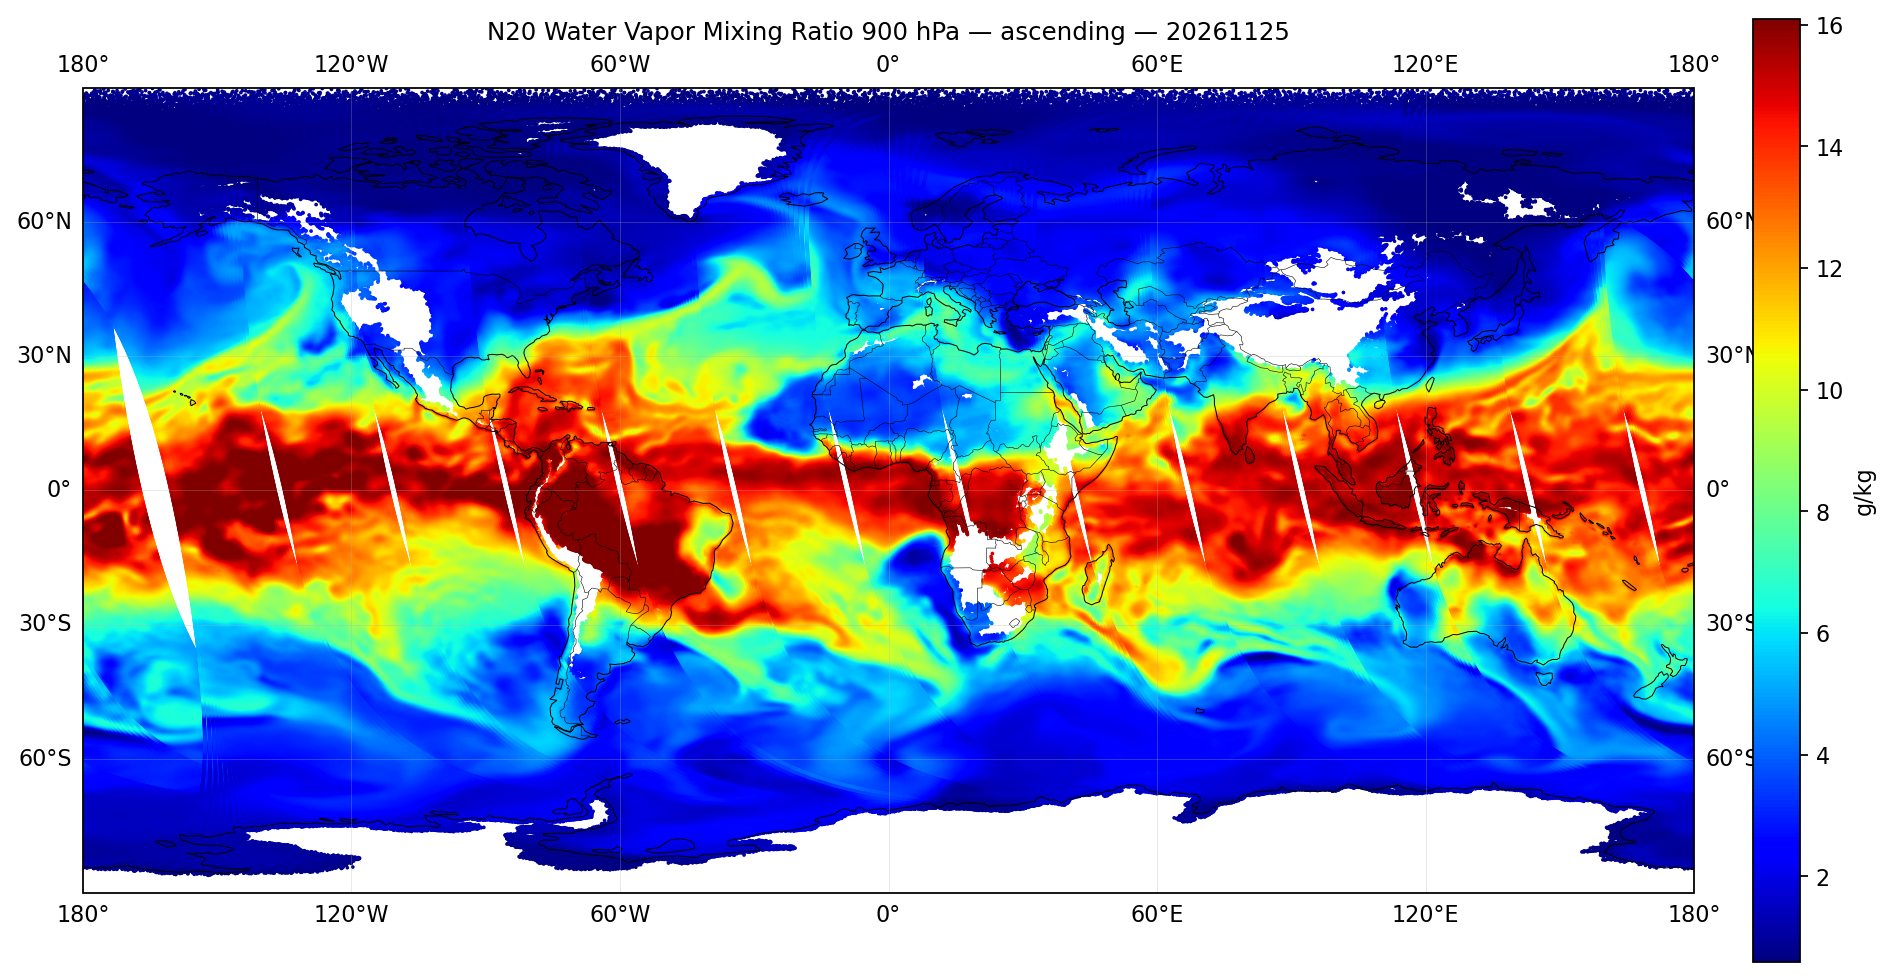 N20 Water Vapor Mixing Ratio 900 hPa — ascending — 20261125
180° 120°W 60°W 0° 60°E 120°E 180°
60°N 60°N
30°N 30°N
0° 0°
30°S 30°S
60°S 60°S
180° 120°W 60°W 0° 60°E 120°E 180°
16
14
12
10
8
6
4
2
g/kg